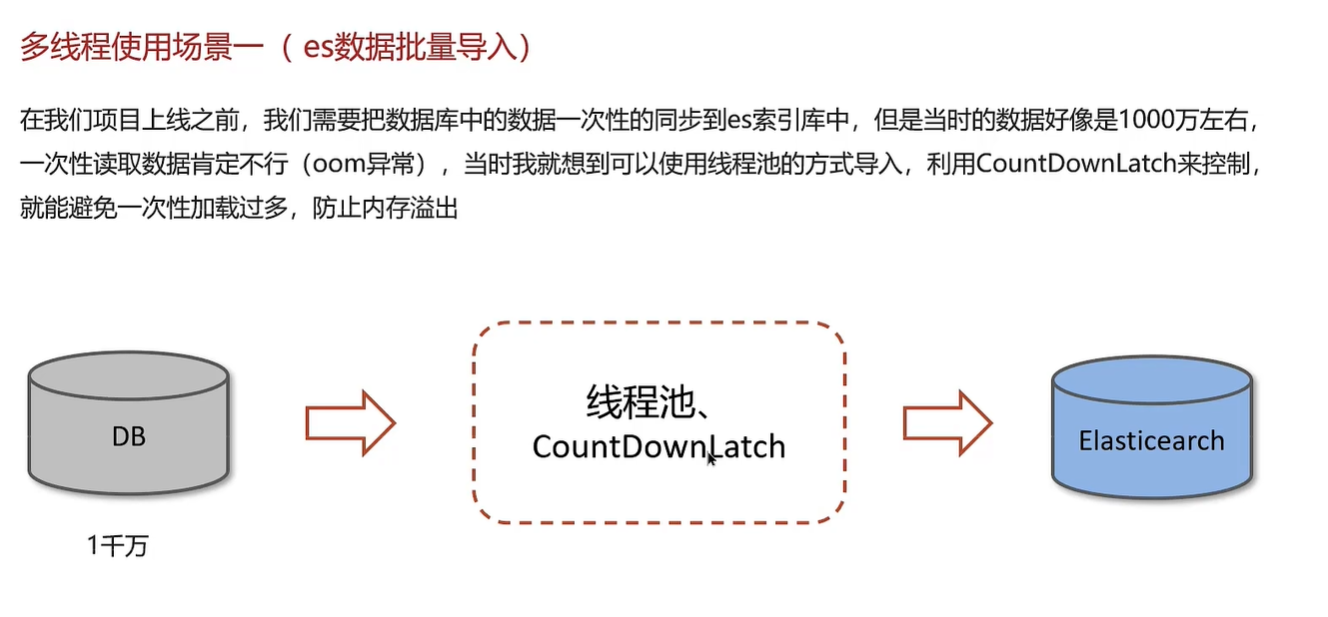 多线程使用场景一（ es数据批量导入）
在我们项目上线之前，我们需要把数据库中的数据一次性的同步到es索引库中，但是当时的数据好像是1000万左右，
一次性读取数据肯定不行（oom异常），当时我就想到可以使用线程池的方式导入，利用CountDownLatch来控制，
就能避免一次性加载过多，防止内存溢出
DB
线程池、
CountDownLatch
Elasticearch
1千万